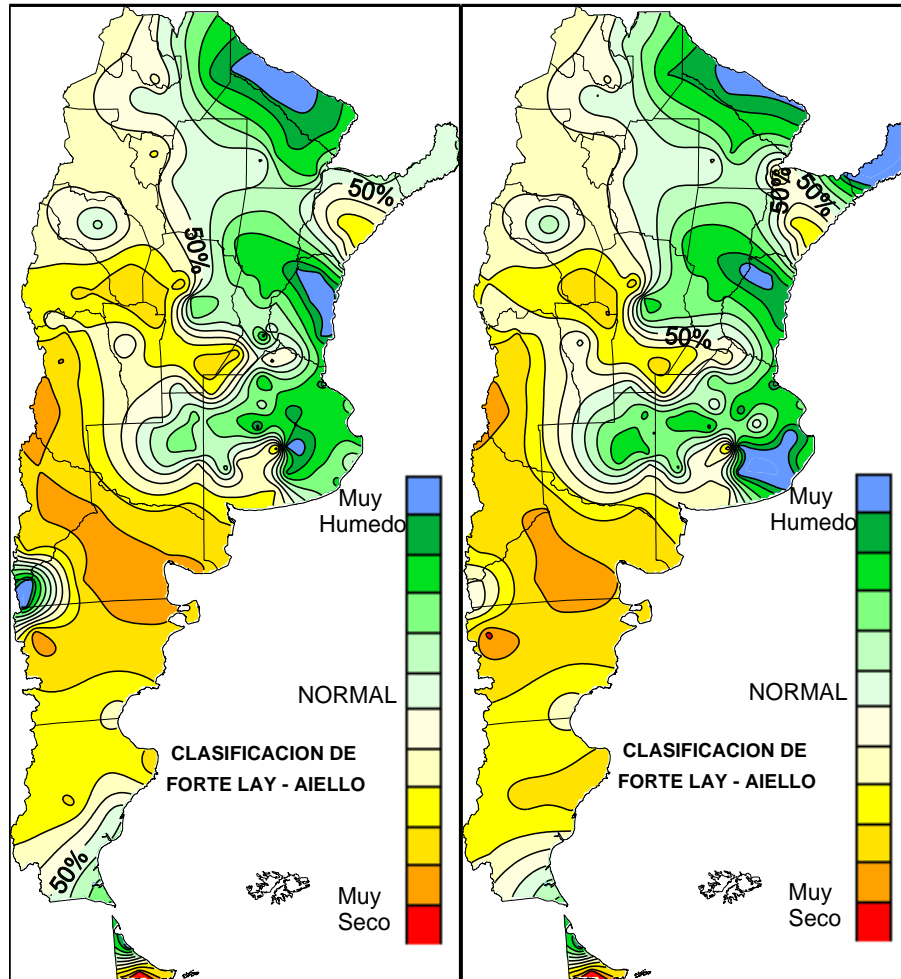 50%
50%
Muy
Humedo
NORMAL
CLASIFICACION DE
FORTE LAY - AIELLO
50%
Muy
Seco
50%
50%
50%
Muy
Humedo
NORMAL
CLASIFICACION DE
FORTE LAY - AIELLO
Muy
Seco